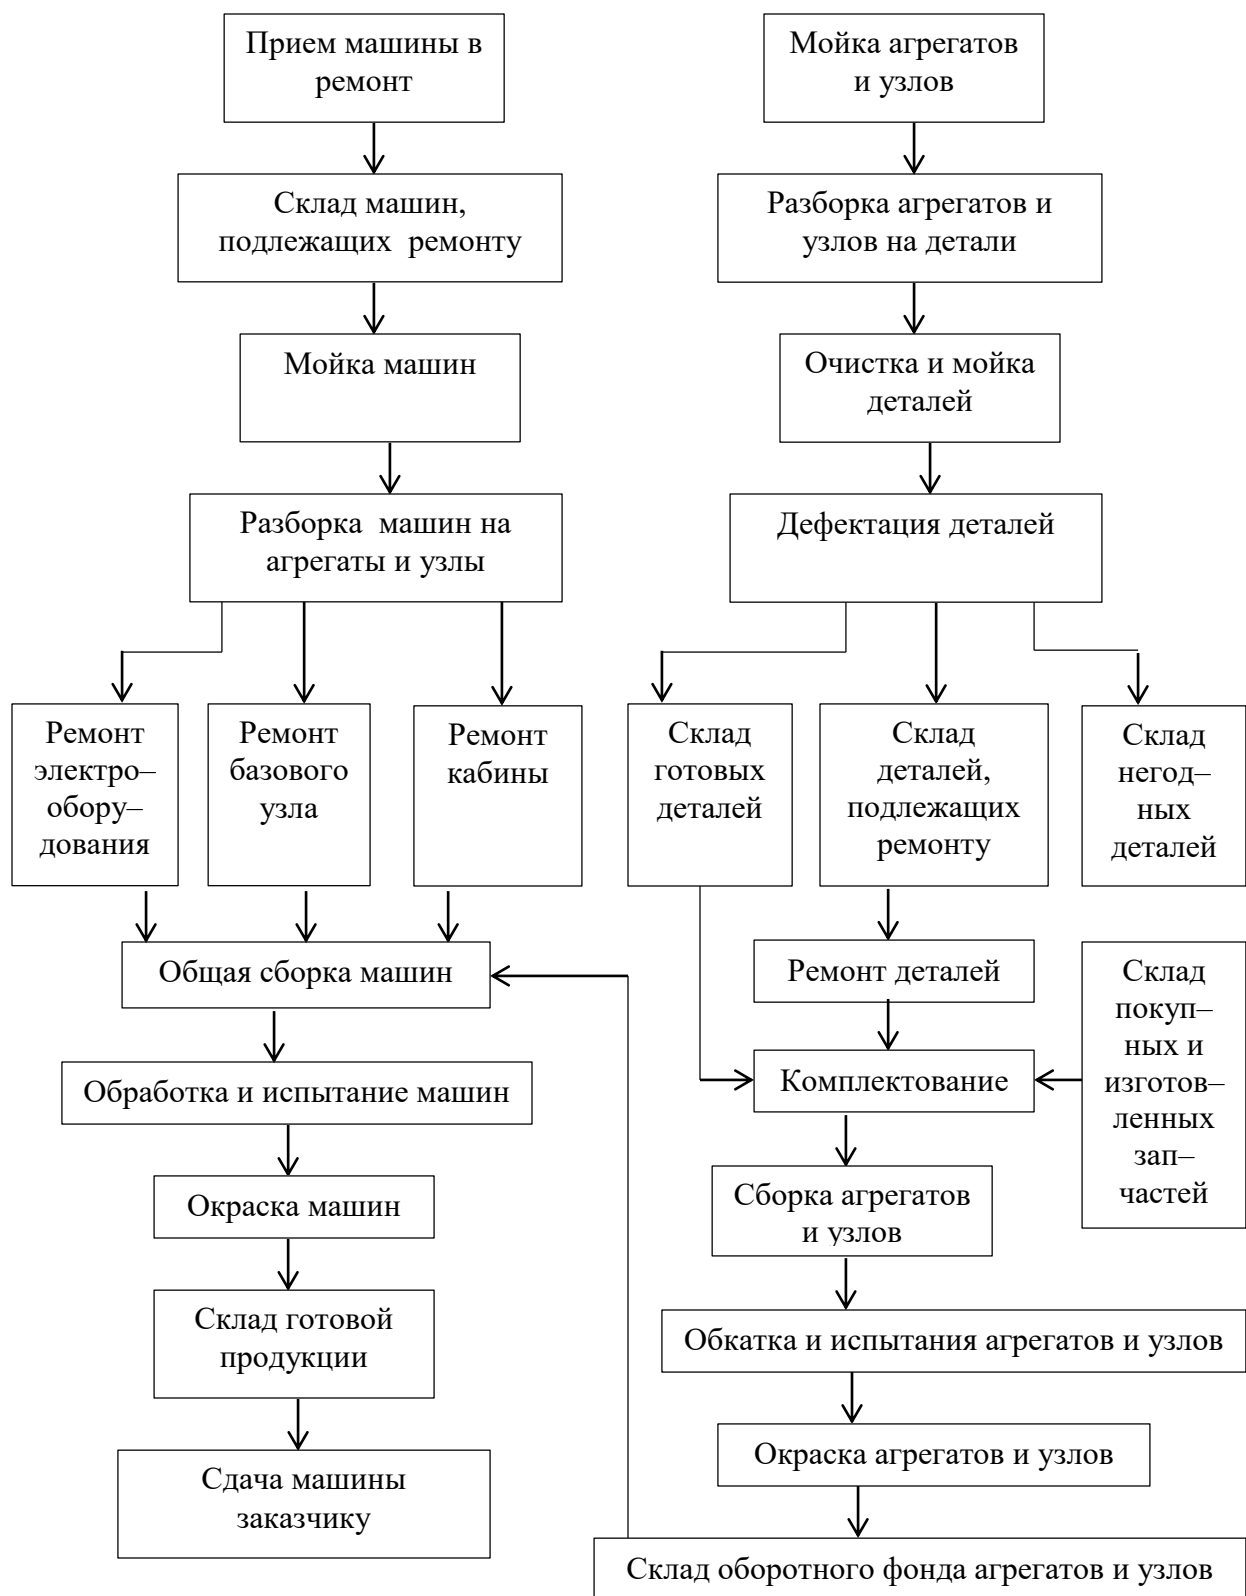 Прием машины в
ремонт
Мойка агрегатов
и узлов
Склад машин,
подлежащих ремонту
Разборка агрегатов и
узлов на детали
Мойка машин
Очистка и мойка
деталей
Разборка машин на
агрегаты и узлы
Дефектация деталей
Ремонт
электро–
обору–
дования
Ремонт
базового
узла
Ремонт
кабины
Склад
готовых
деталей
Склад
деталей,
подлежащих
ремонту
Склад
негод–
ных
деталей
Общая сборка машин
Ремонт деталей
Склад
покуп–
ных и
изготов–
ленных
зап–
частей
Обработка и испытание машин
Комплектование
Окраска машин
Сборка агрегатов
и узлов
Склад готовой
продукции
Обкатка и испытания агрегатов и узлов
Сдача машины
заказчику
Окраска агрегатов и узлов
Склад оборотного фонда агрегатов и узлов